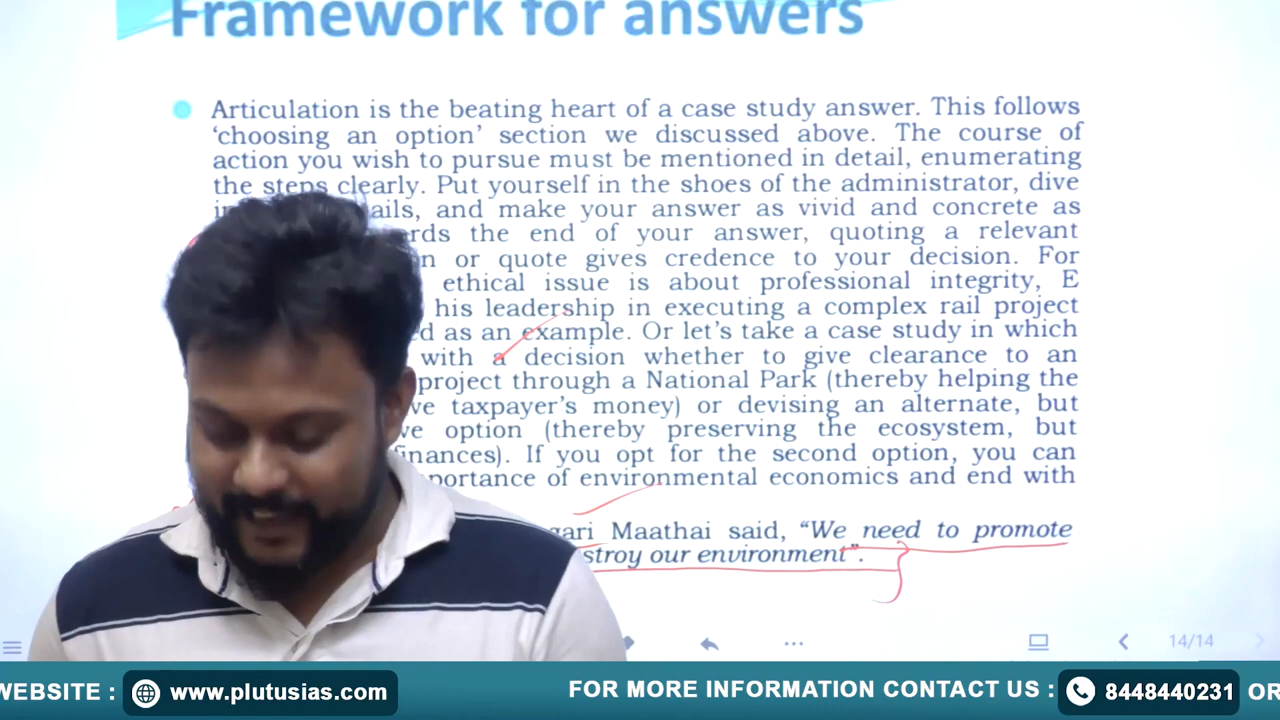 Framework for answers
Articulation is the beating heart of a case study answer. This follows
‘choosing an option’ section we discussed above. The course of
action you wish to pursue must be mentioned in detail, enumerating
the steps clearly. Put yourself in the shoes of the administrator, dive
and make your answer as vivid and concrete as
the end of your answer, quoting a relevant
or quote gives credence to your decision. For
ethical issue is about professional integrity, E
his leadership in executing a complex rail project
as an example. Or let’s take a case study in which
with a decision whether to give clearance to an
project through a National Park (thereby helping the
taxpayer’s money) or devising an alternate, but
option (thereby preserving the ecosystem, but
finances). If you opt for the second option, you can
of environmental economics and end with
Maathai said, “We need to promote
our environment”.
14/14
WEBSITE : www.plutusias.com FOR MORE INFORMATION CONTACT US : 8448440231 OR